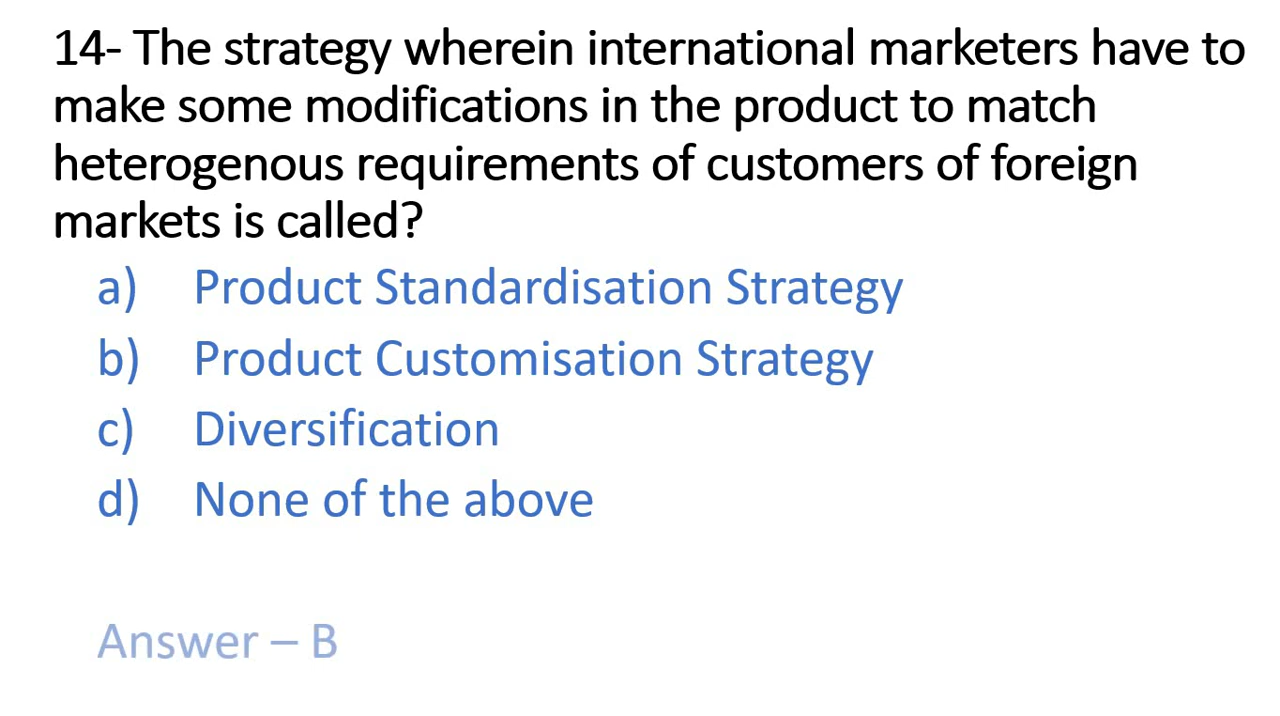 14- The strategy wherein international marketers have to
make some modifications in the product to match
heterogenous requirements of customers of foreign
markets is called?
a) Product Standardisation Strategy
b) Product Customisation Strategy
c) Diversification
d) None of the above
Answer – B